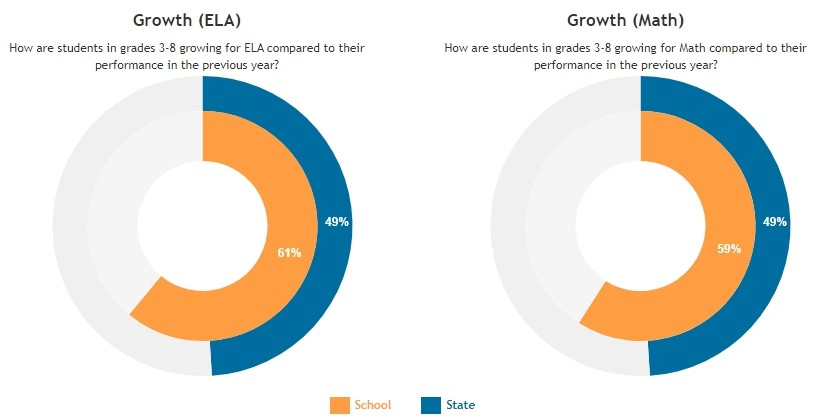 Growth (ELA)
How are students in grades 3-8 growing for ELA compared to their
performance in the previous year?
49%
61%
Growth (Math)
How are students in grades 3-8 growing for Math compared to their
performance in the previous year?
49%
59%
School
State